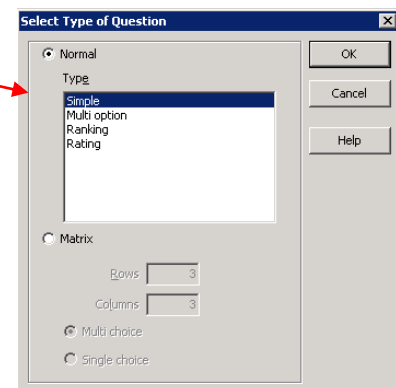 Select Type of Question
Normal
OK
Type
Cancel
Simple
Multi option
Ranking
Help
Rating
Matrix
Rows 3
Columns 3
Multi choice
Single choice